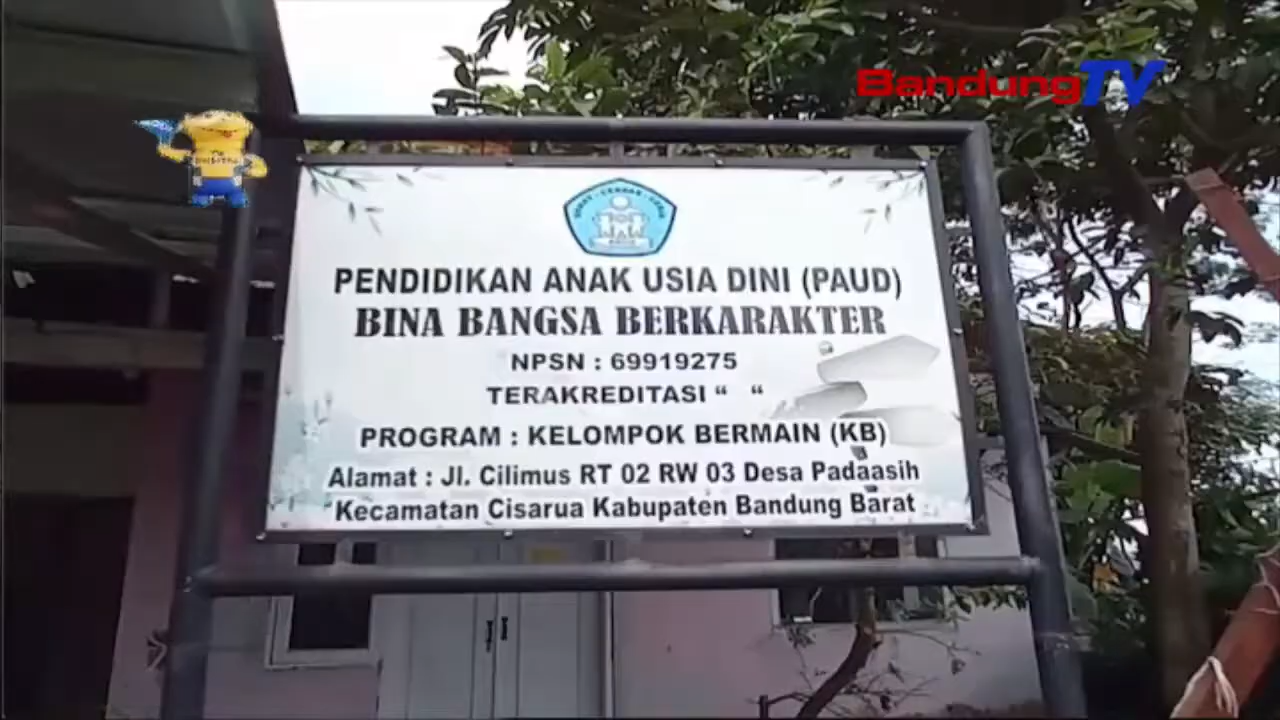 BandungTV
PENDIDIKAN ANAK USIA DINI (PAUD)
BINA BANGSA BERKARAKTER
NPSN : 69919275
TERAKREDITASI “ “
PROGRAM : KELOMPOK BERMAIN (KB)
Alamat : Jl. Cilimus RT 02 RW 03 Desa Padaasih
Kecamatan Cisarua Kabupaten Bandung Barat